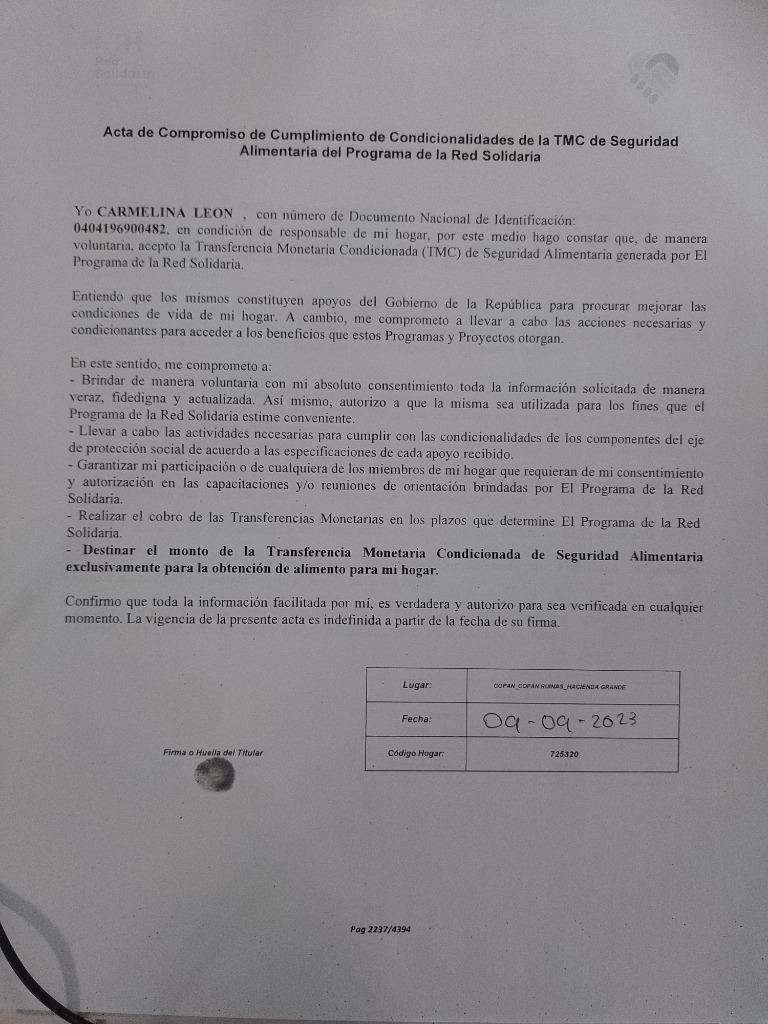 Red
Solidaria
Acta de Compromiso de Cumplimiento de Condicionalidades de la TMC de Seguridad
Alimentaria del Programa de la Red Solidaria
Yo CARMELINA LEON , con número de Documento Nacional de Identificación:
0404196900482, en condición de responsable de mi hogar, por este medio hago constar que, de manera
voluntaria, acepto la Transferencia Monetaria Condicionada (TMC) de Seguridad Alimentaria generada por El
Programa de la Red Solidaria.
Entiendo que los mismos constituyen apoyos del Gobierno de la República para procurar mejorar las
condiciones de vida de mi hogar. A cambio, me comprometo a llevar a cabo las acciones necesarias y
condicionantes para acceder a los beneficios que estos Programas y Proyectos otorgan.
En este sentido, me comprometo a:
- Brindar de manera voluntaria con mi absoluto consentimiento toda la información solicitada de manera
veraz, fidedigna y actualizada. Así mismo, autorizo a que la misma sea utilizada para los fines que el
Programa de la Red Solidaria estime conveniente.
- Llevar a cabo las actividades necesarias para cumplir con las condicionalidades de los componentes del eje
de protección social de acuerdo a las especificaciones de cada apoyo recibido.
- Garantizar mi participación o de cualquiera de los miembros de mi hogar que requieran de mi consentimiento
y autorización en las capacitaciones y/o reuniones de orientación brindadas por El Programa de la Red
Solidaria.
- Realizar el cobro de las Transferencias Monetarias en los plazos que determine El Programa de la Red
Solidaria.
- Destinar el monto de la Transferencia Monetaria Condicionada de Seguridad Alimentaria
exclusivamente para la obtención de alimento para mi hogar.
Confirmo que toda la información facilitada por mí, es verdadera y autorizo para sea verificada en cualquier
momento. La vigencia de la presente acta es indefinida a partir de la fecha de su firma.
Lugar: COPAN_COPÁN RUINAS_HACIENDA GRANDE
Fecha: 09-09-2023
Código Hogar: 725320
Firma o Huella del Titular
Pag 2237/4394